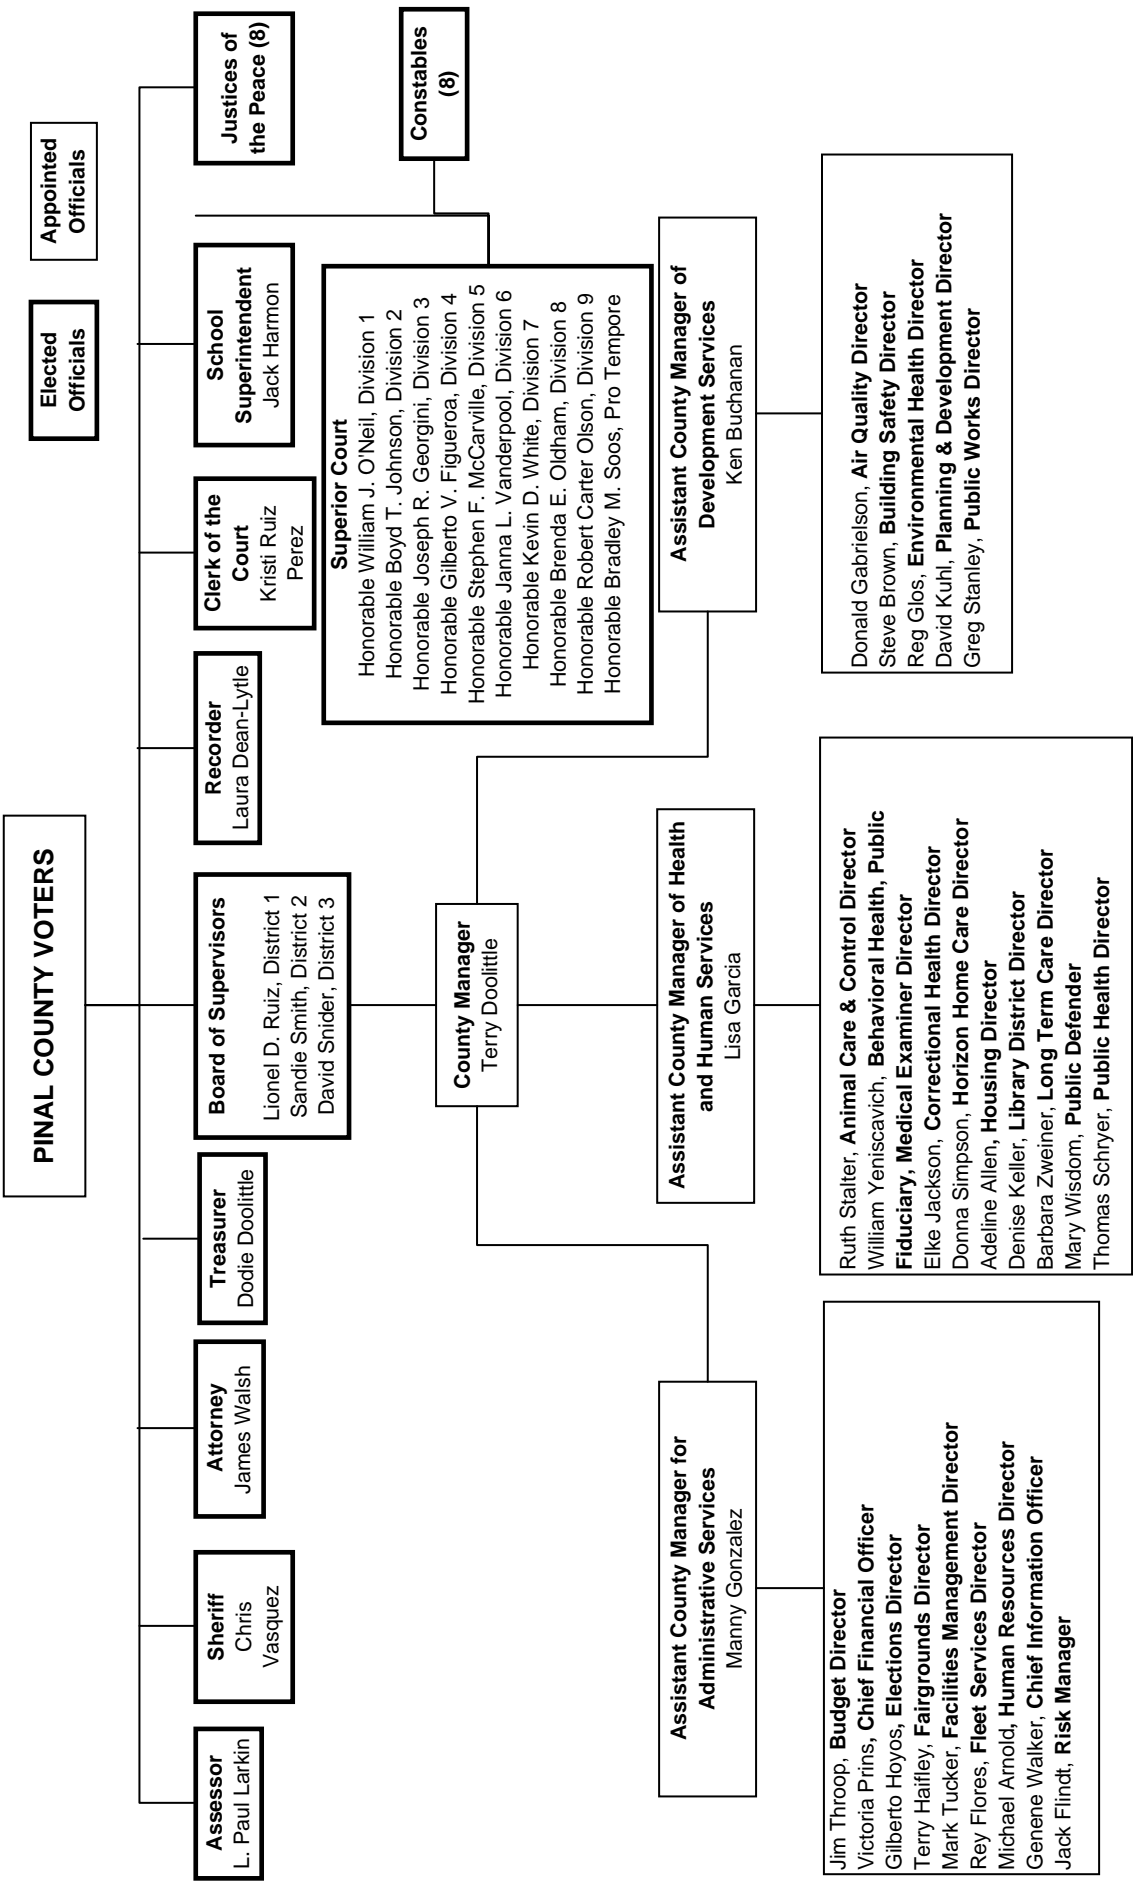 PINAL COUNTY VOTERS
Elected
Officials
Appointed
Officials
Assessor
L. Paul Larkin
Sheriff
Chris
Vasquez
Attorney
James Walsh
Treasurer
Dodie Doolittle
Board of Supervisors
Lionel D. Ruiz, District 1
Sandie Smith, District 2
David Snider, District 3
Recorder
Laura Dean-Lytle
Clerk of the
Court
Kristi Ruiz
Perez
School
Superintendent
Jack Harmon
Justices of
the Peace (8)
Superior Court
Honorable William J. O'Neil, Division 1
Honorable Boyd T. Johnson, Division 2
Honorable Joseph R. Georgini, Division 3
Honorable Gilberto V. Figueroa, Division 4
Honorable Stephen F. McCarville, Division 5
Honorable Janna L. Vanderpool, Division 6
Honorable Kevin D. White, Division 7
Honorable Brenda E. Oldham, Division 8
Honorable Robert Carter Olson, Division 9
Honorable Bradley M. Soos, Pro Tempore
Constables
(8)
County Manager
Terry Doolittle
Assistant County Manager for
Administrative Services
Manny Gonzalez
Assistant County Manager of Health
and Human Services
Lisa Garcia
Assistant County Manager of
Development Services
Ken Buchanan
Jim Throop, Budget Director
Victoria Prins, Chief Financial Officer
Gilberto Hoyos, Elections Director
Terry Haifley, Fairgrounds Director
Mark Tucker, Facilities Management Director
Rey Flores, Fleet Services Director
Michael Arnold, Human Resources Director
Genene Walker, Chief Information Officer
Jack Flindt, Risk Manager
Ruth Stalter, Animal Care & Control Director
William Yeniscavich, Behavioral Health, Public
Fiduciary, Medical Examiner Director
Elke Jackson, Correctional Health Director
Donna Simpson, Horizon Home Care Director
Adeline Allen, Housing Director
Denise Keller, Library District Director
Barbara Zweiner, Long Term Care Director
Mary Wisdom, Public Defender
Thomas Schryer, Public Health Director
Donald Gabrielson, Air Quality Director
Steve Brown, Building Safety Director
Reg Glos, Environmental Health Director
David Kuhl, Planning & Development Director
Greg Stanley, Public Works Director